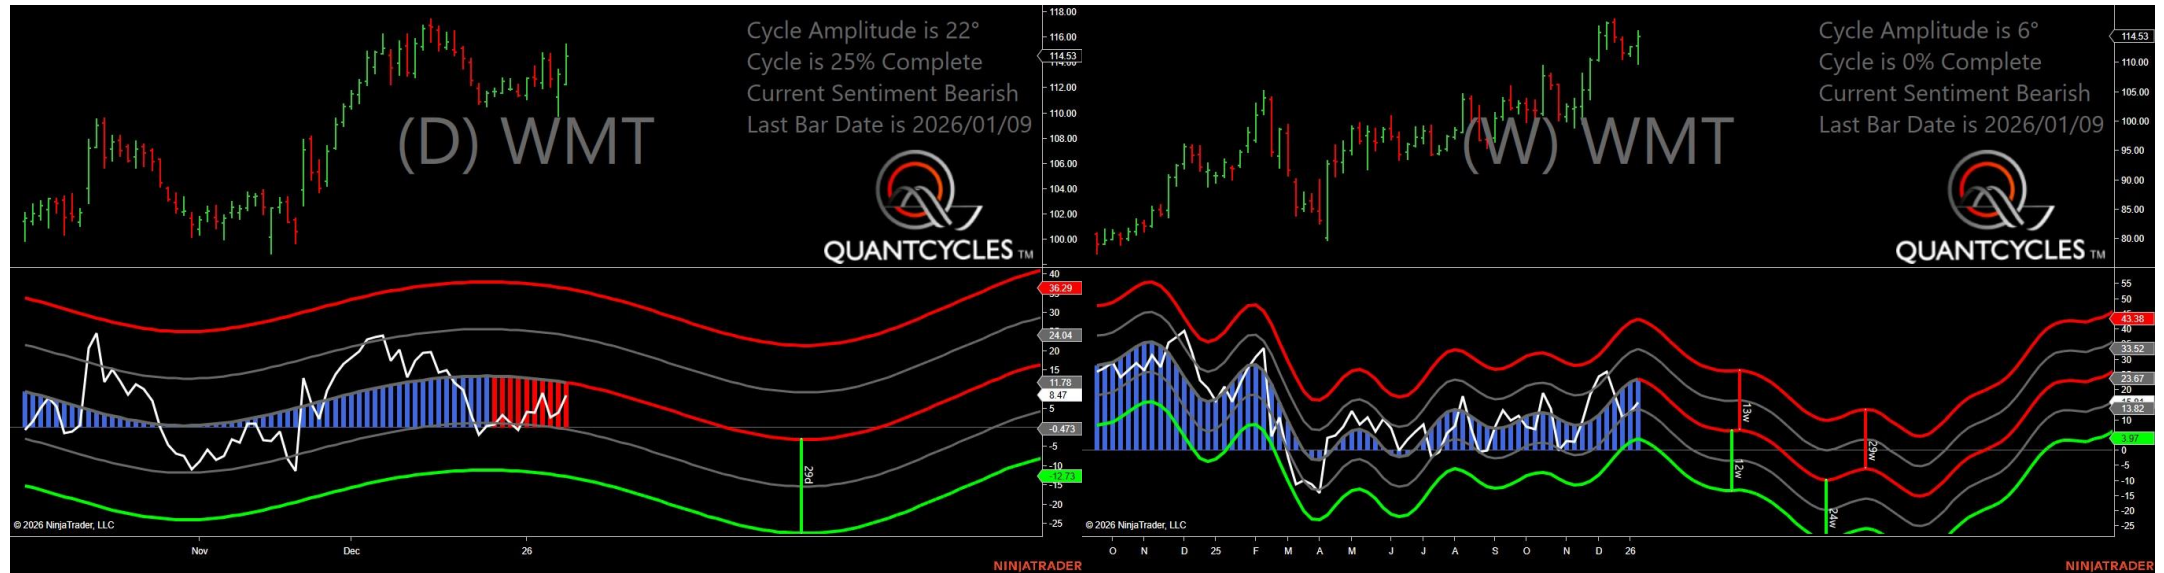 Cycle Amplitude is 22°
Cycle is 25% Complete
Current Sentiment Bearish
Last Bar Date is 2026/01/09
(D) WMT
QUANTCYCLES TM
118.00
116.00
114.53
114.00
112.00
110.00
108.00
106.00
104.00
102.00
100.00
40
36.29
30
24.04
20
15
11.78
8.47
5
-0.473
-5
-10
-12.73
-15
-20
-25
29d
© 2026 NinjaTrader, LLC
Nov
Dec
26
NINJATRADER
Cycle Amplitude is 6°
Cycle is 0% Complete
Current Sentiment Bearish
Last Bar Date is 2026/01/09
(W) WMT
QUANTCYCLES TM
114.53
110.00
105.00
100.00
95.00
90.00
85.00
80.00
55
50
43.38
40
33.52
30
23.67
20
13.82
10
3.97
0
-5
-10
-15
-20
-25
13w
12w
29w
24w
© 2026 NinjaTrader, LLC
O N D 25 F M A M J J A S O N D 26
NINJATRADER